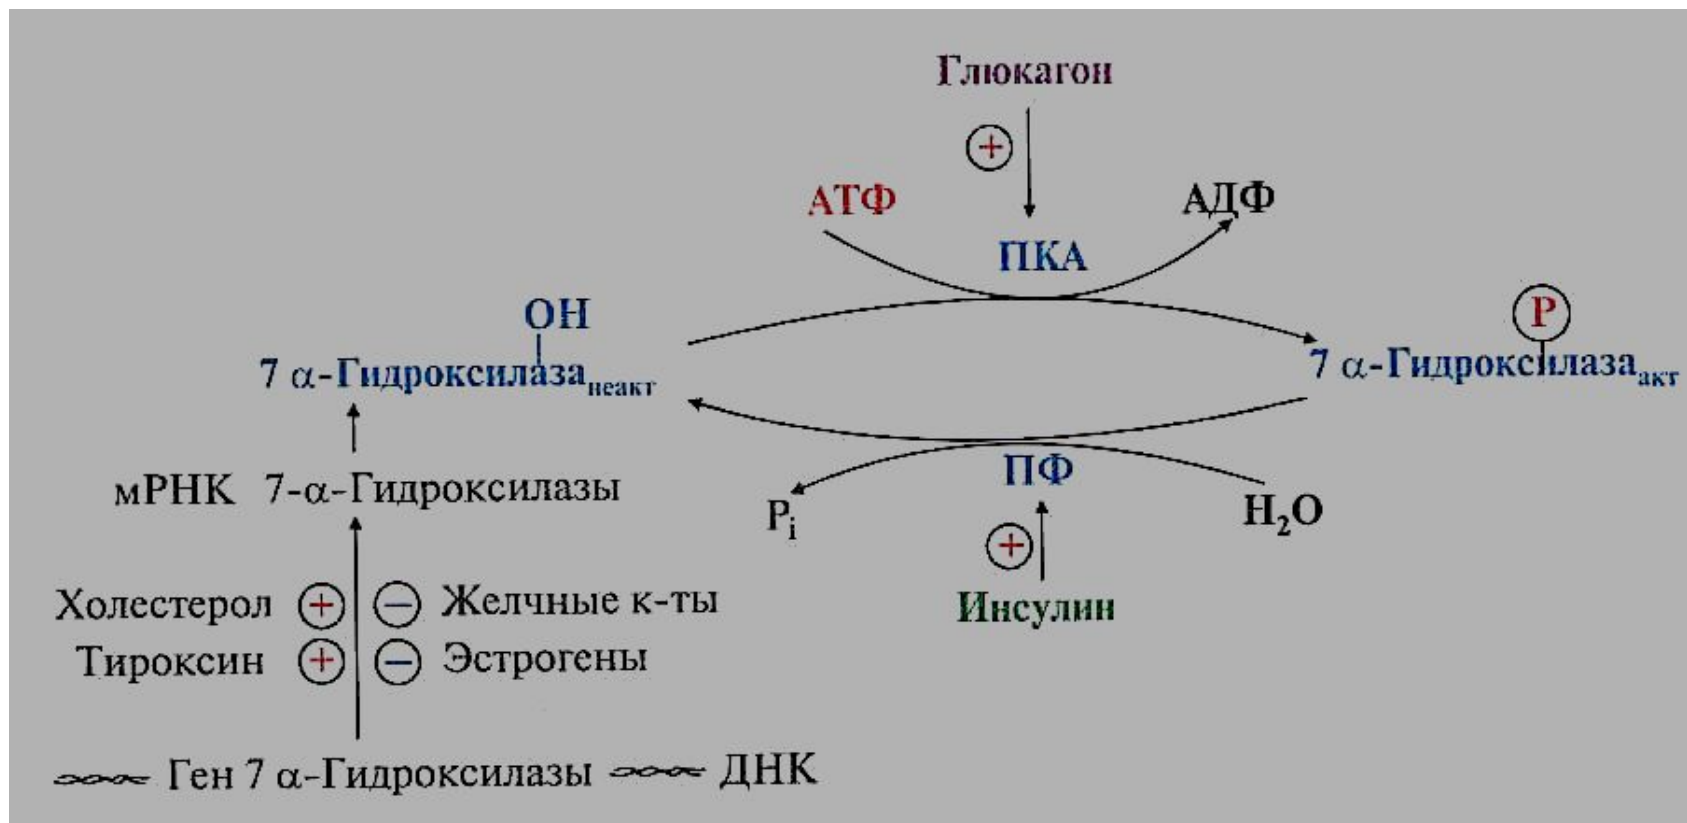 Глюкагон
+
АТФ
АДФ
ПКА
OH
P
7 α-Гидроксилаза неакт
7 α-Гидроксилаза акт
мРНК 7-α-Гидроксилазы
ПФ
Pi
H2O
+
Холестерол + − Желчные к-ты
Инсулин
Тироксин + − Эстрогены
Ген 7 α-Гидроксилазы ДНК